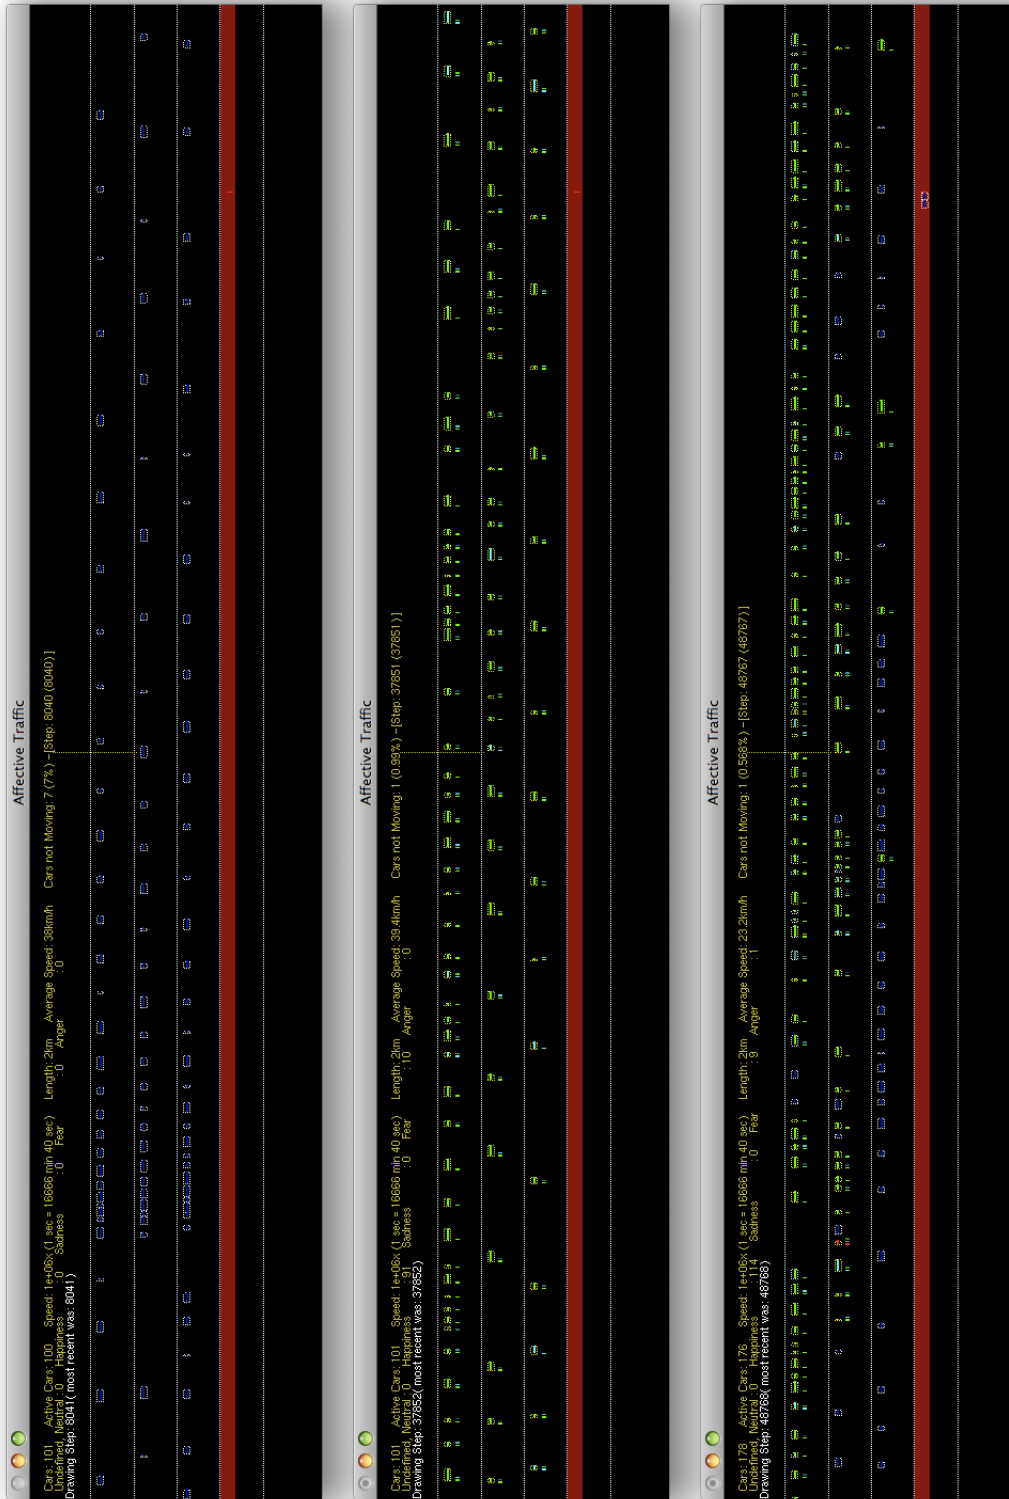 Affective Traffic
Cars: 101 Active Cars: 100 Speed: 1e+06x (1 sec = 16666 min 40 sec) Length: 2km Average Speed: 38km/h Cars not Moving: 7 (7%) -[Step: 8040 (8040)]
Undefined, Neutral : 0 Happiness : 0 Sadness : 0 Fear : 0 Anger : 0
Drawing Step: 8041( most recent was: 8041)
Affective Traffic
Cars: 101 Active Cars: 101 Speed: 1e+06x (1 sec = 16666 min 40 sec) Length: 2km Average Speed: 39.4km/h Cars not Moving: 1 (0.99%) -[Step: 37851 (37851)]
Undefined, Neutral : 0 Happiness : 91 Sadness : 0 Fear : 10 Anger : 0
Drawing Step: 37852( most recent was: 37852)
Affective Traffic
Cars: 178 Active Cars: 176 Speed: 1e+06x (1 sec = 16666 min 40 sec) Length: 2km Average Speed: 23.2km/h Cars not Moving: 1 (0.568%) -[Step: 48767 (48767)]
Undefined, Neutral : 0 Happiness : 114 Sadness : 0 Fear : 9 Anger : 1
Drawing Step: 48768( most recent was: 48768)